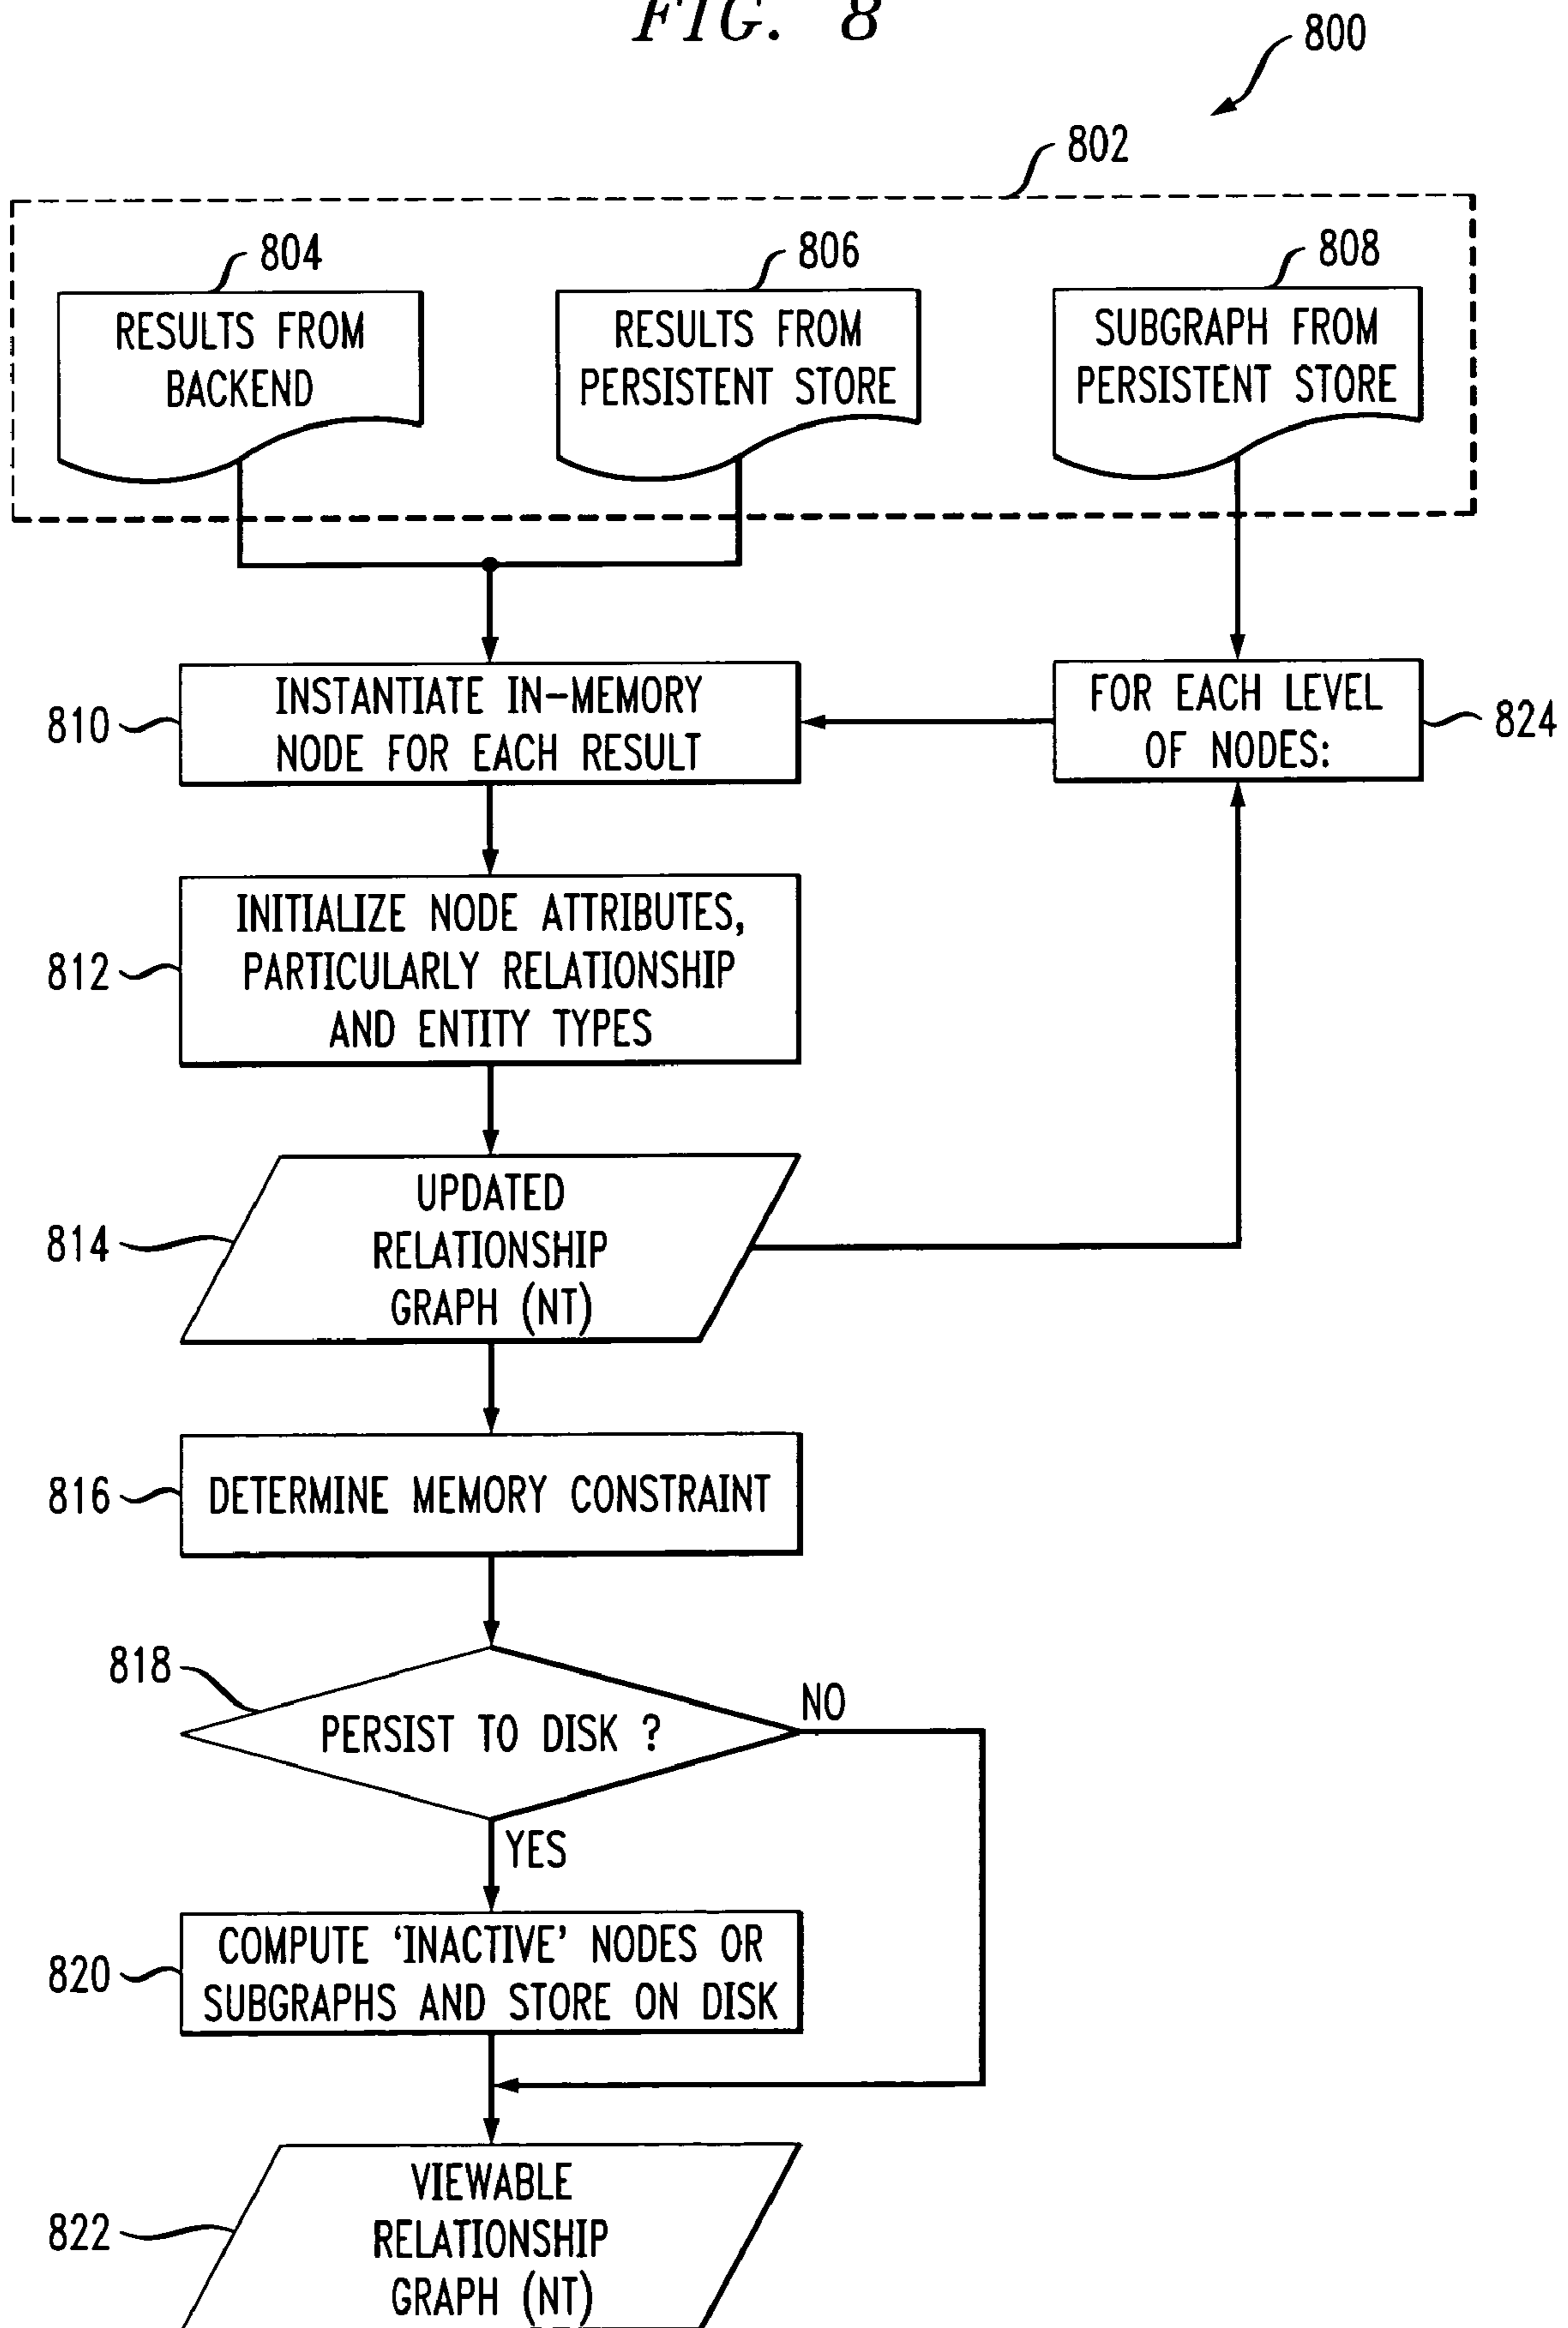 FIG. 8
800
802
804
806
808
RESULTS FROM
BACKEND
RESULTS FROM
PERSISTENT STORE
SUBGRAPH FROM
PERSISTENT STORE
810
INSTANTIATE IN-MEMORY
NODE FOR EACH RESULT
FOR EACH LEVEL
OF NODES:
824
812
INITIALIZE NODE ATTRIBUTES,
PARTICULARLY RELATIONSHIP
AND ENTITY TYPES
814
UPDATED
RELATIONSHIP
GRAPH (NT)
816
DETERMINE MEMORY CONSTRAINT
818
PERSIST TO DISK ?
NO
YES
820
COMPUTE ‘INACTIVE’ NODES OR
SUBGRAPHS AND STORE ON DISK
822
VIEWABLE
RELATIONSHIP
GRAPH (NT)